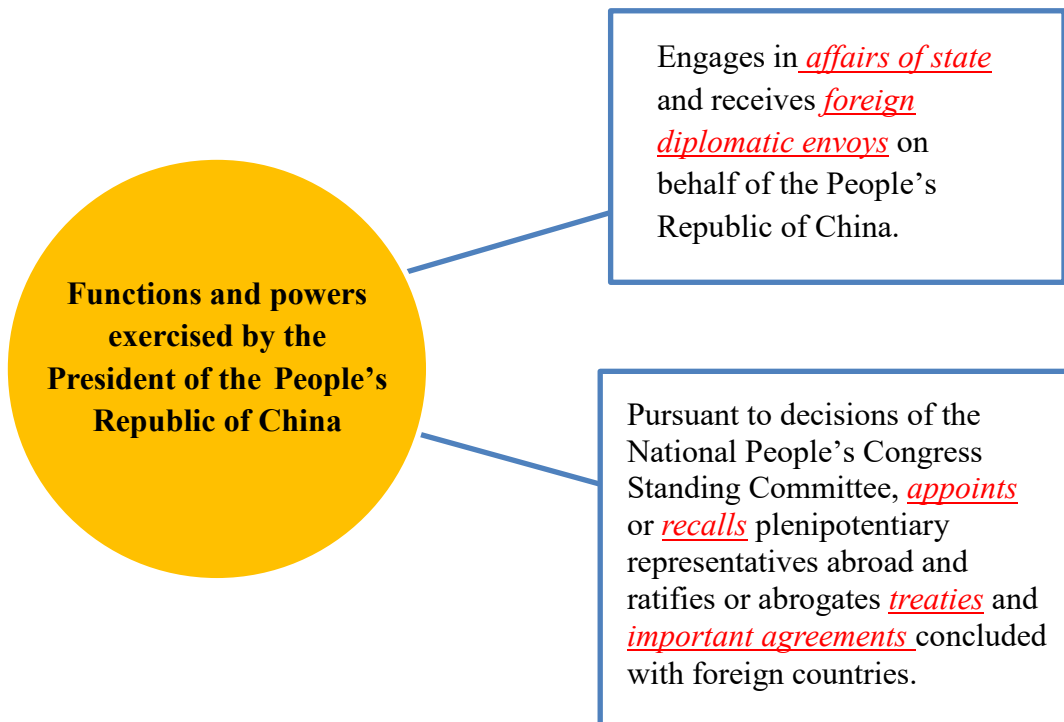 Functions and powers
exercised by the
President of the People’s
Republic of China
Engages in affairs of state
and receives foreign
diplomatic envoys on
behalf of the People’s
Republic of China.
Pursuant to decisions of the
National People’s Congress
Standing Committee, appoints
or recalls plenipotentiary
representatives abroad and
ratifies or abrogates treaties and
important agreements concluded
with foreign countries.